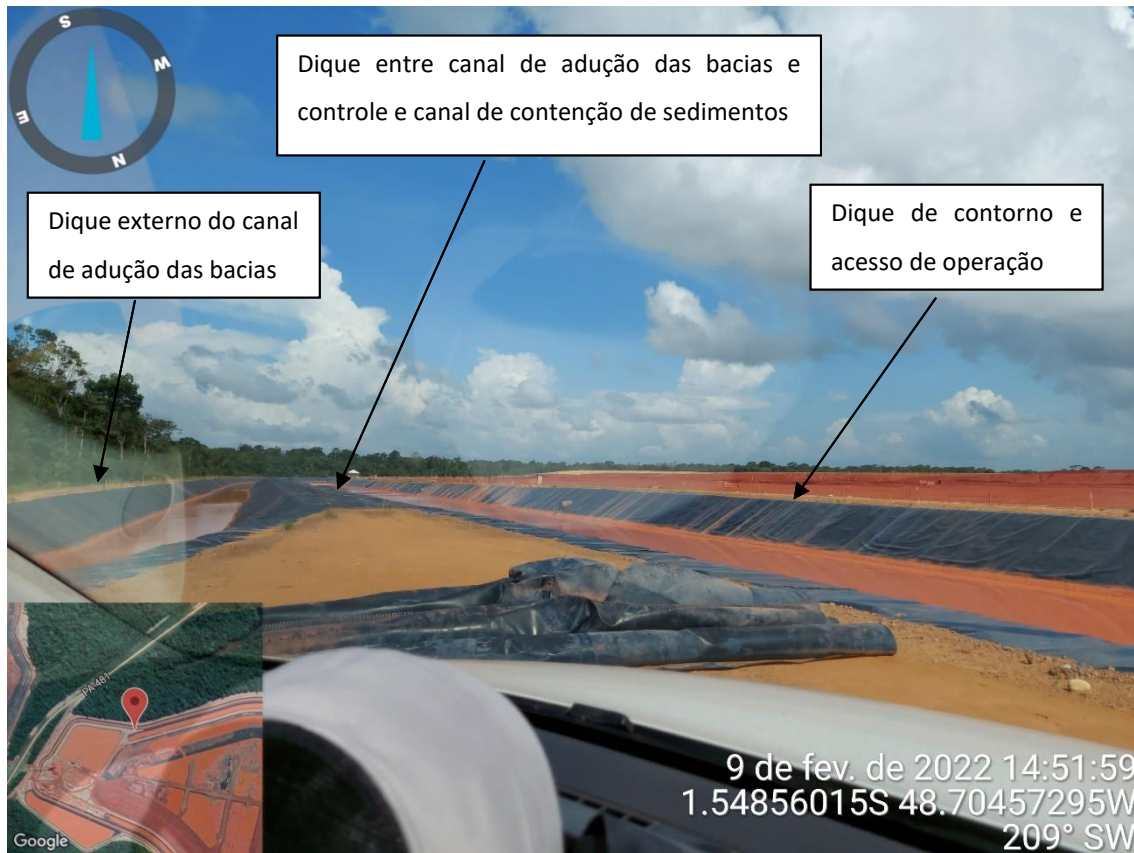 S
W
E
N
Dique entre canal de adução das bacias e
controle e canal de contenção de sedimentos
Dique externo do canal
de adução das bacias
Dique de contorno e
acesso de operação
PA-481
Google
9 de fev. de 2022 14:51:59
1.54856015S 48.70457295W
209° SW